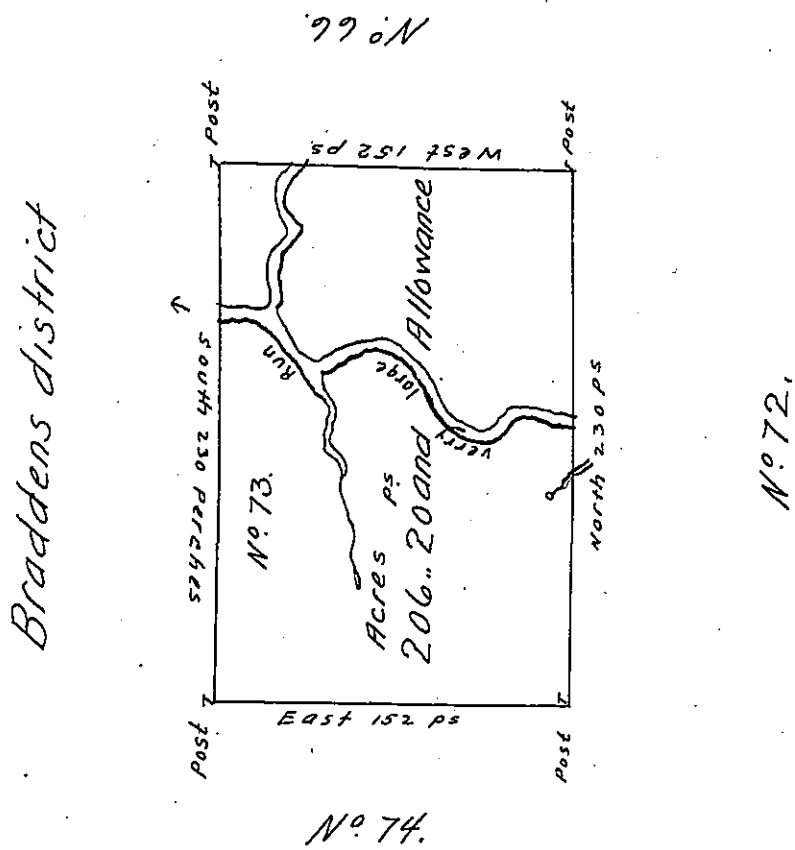 Nº 66.
Braddens district
Post
Post
West 152 ps
South 230 perches
Run
verry large
Nº 73.
Acres ps
206.. 20 and Allowance
North 230 ps
Nº 72.
Post
Post
East 152 ps
Nº 74.